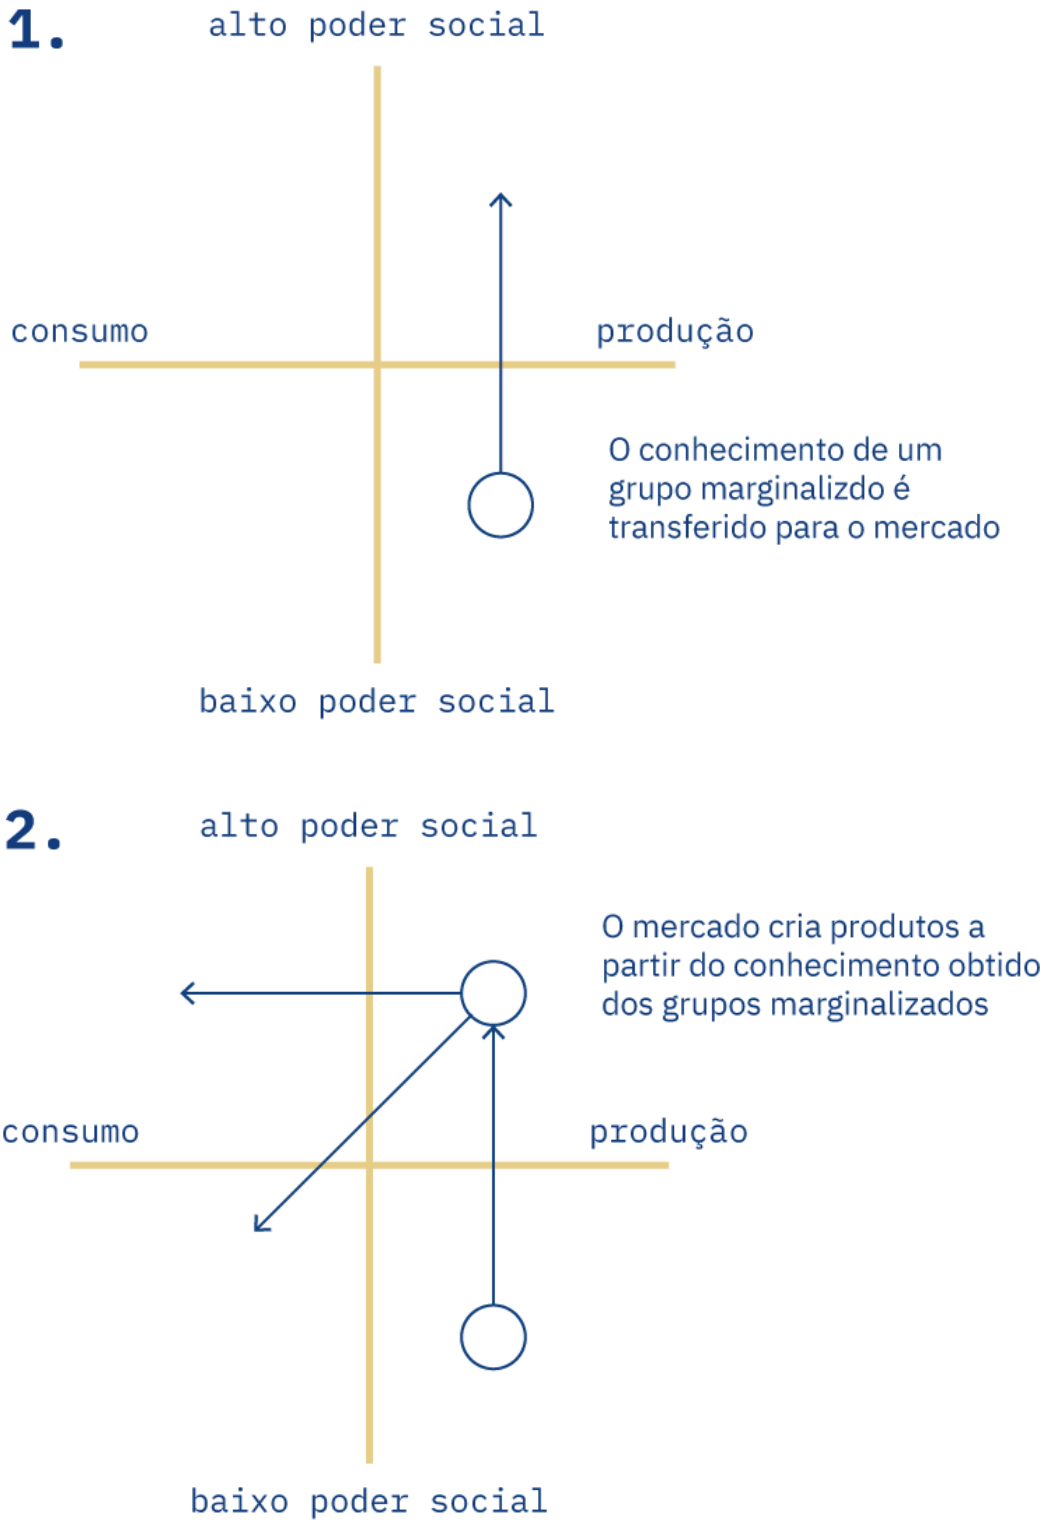 1.
alto poder social
consumo
produção
O conhecimento de um
grupo marginalizdo é
transferido para o mercado
baixo poder social
2.
alto poder social
O mercado cria produtos a
partir do conhecimento obtido
dos grupos marginalizados
consumo
produção
baixo poder social